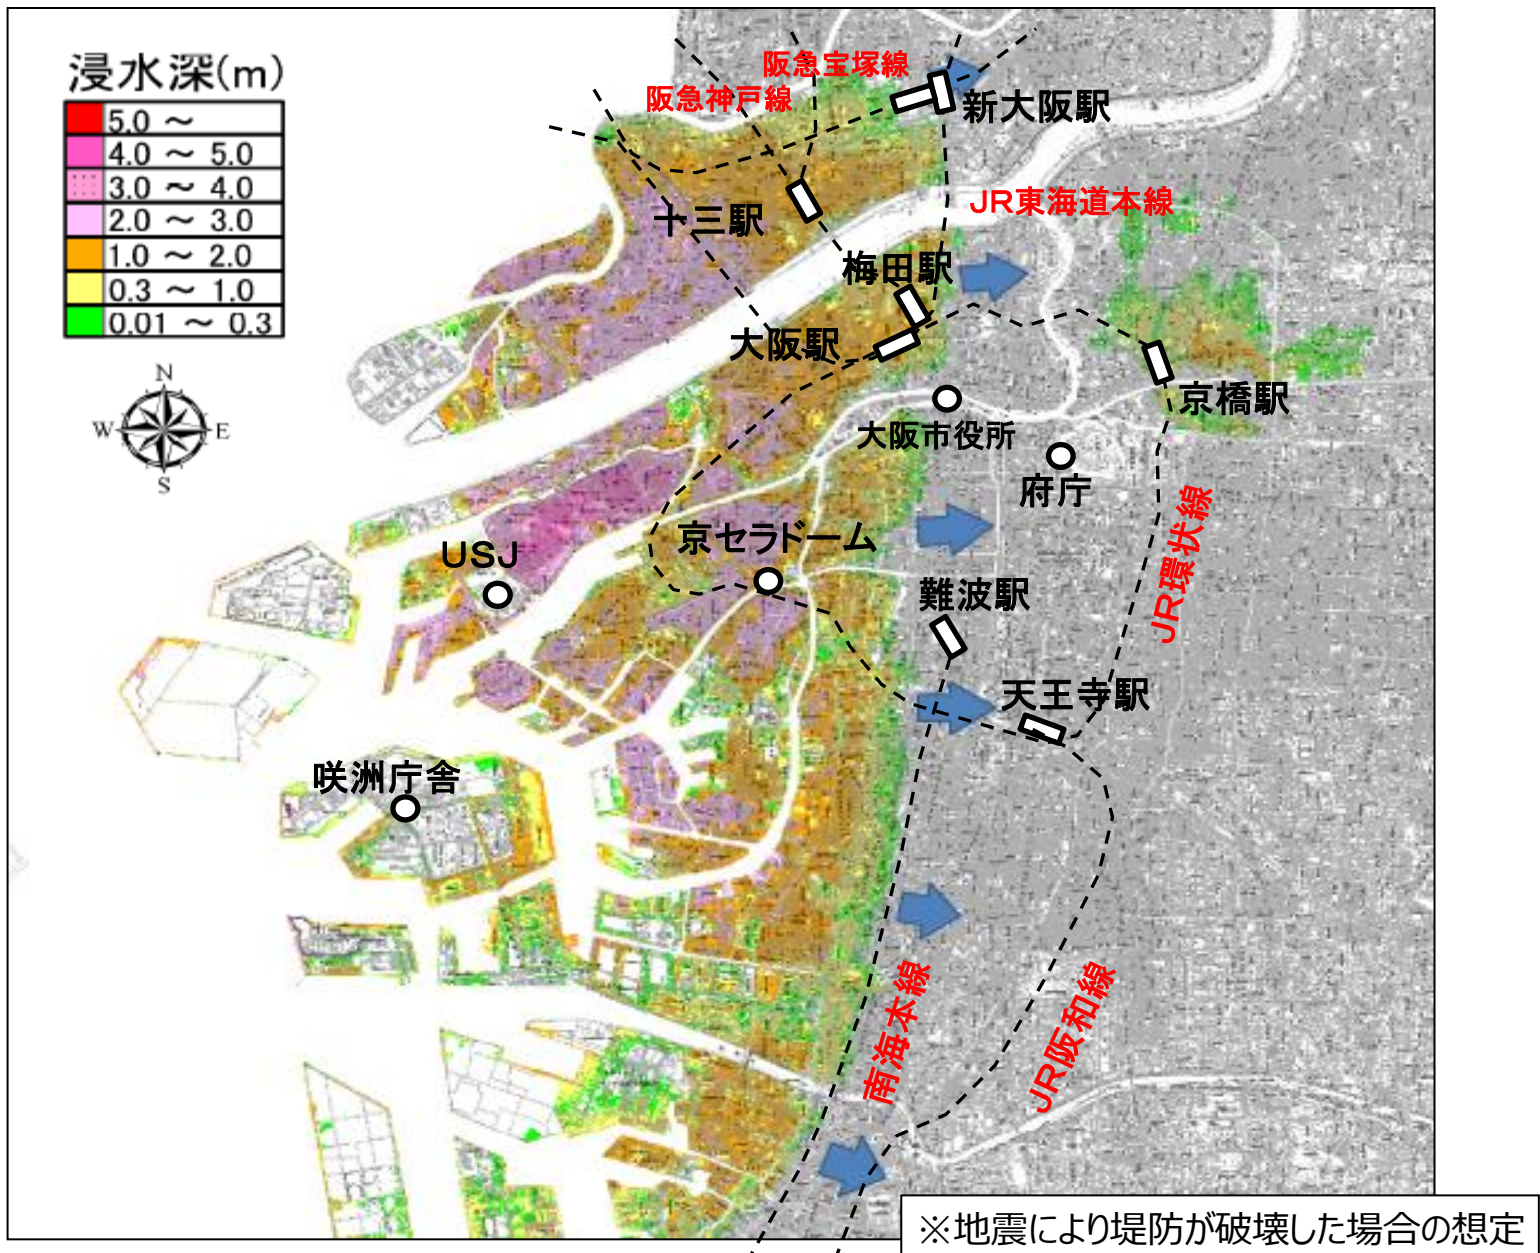 浸水深(m)
5.0 ～
4.0 ～ 5.0
3.0 ～ 4.0
2.0 ～ 3.0
1.0 ～ 2.0
0.3 ～ 1.0
0.01 ～ 0.3
N
W E
S
阪急宝塚線
阪急神戸線
新大阪駅
JR東海道本線
十三駅
梅田駅
大阪駅
京橋駅
大阪市役所
府庁
JR環状線
USJ
京セラドーム
難波駅
天王寺駅
咲洲庁舎
南海本線
JR阪和線
※地震により堤防が破壊した場合の想定